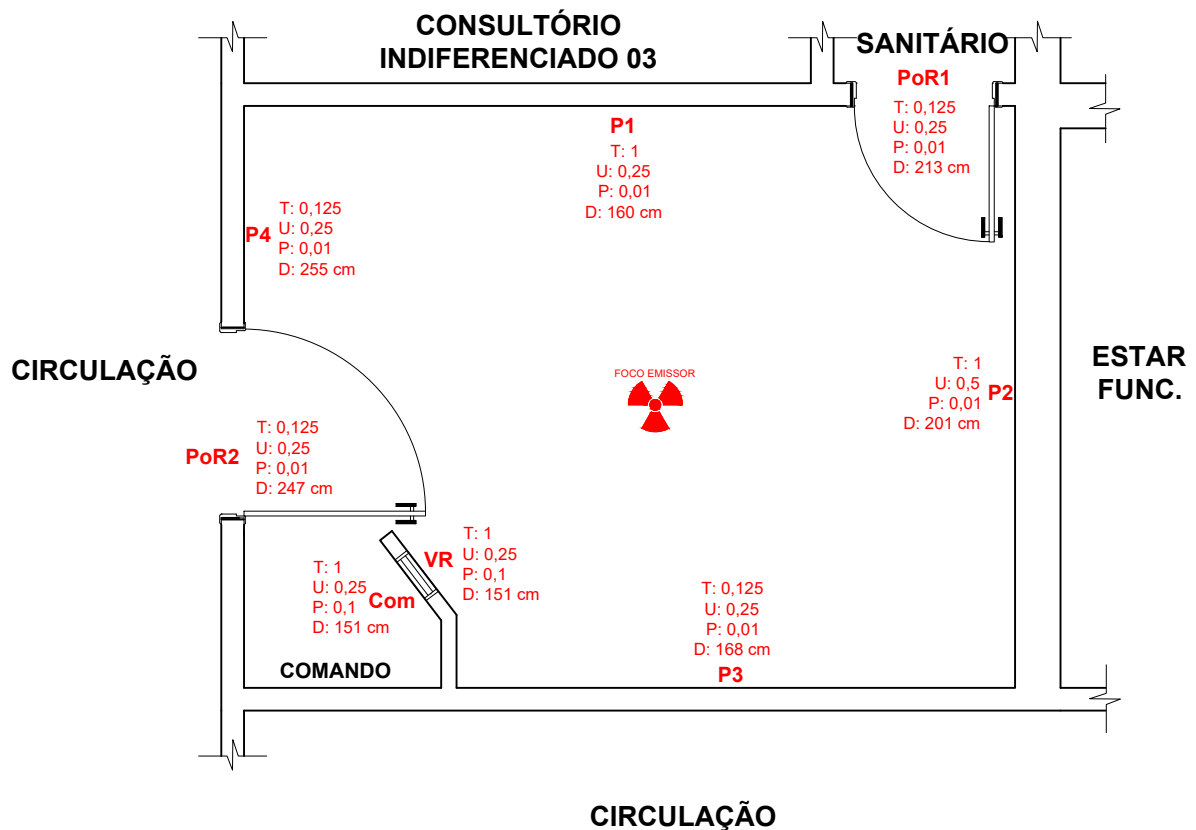 CONSULTÓRIO
INDIFERENCIADO 03
SANITÁRIO
PoR1
T: 0,125
U: 0,25
P: 0,01
D: 213 cm
P1
T: 1
U: 0,25
P: 0,01
D: 160 cm
P4
T: 0,125
U: 0,25
P: 0,01
D: 255 cm
CIRCULAÇÃO
FOCO EMISSOR
T: 1
U: 0,5
P: 0,01
D: 201 cm
P2
ESTAR
FUNC.
PoR2
T: 0,125
U: 0,25
P: 0,01
D: 247 cm
VR
T: 1
U: 0,25
P: 0,1
D: 151 cm
T: 1
U: 0,25
P: 0,1
D: 151 cm
Com
COMANDO
T: 0,125
U: 0,25
P: 0,01
D: 168 cm
P3
CIRCULAÇÃO